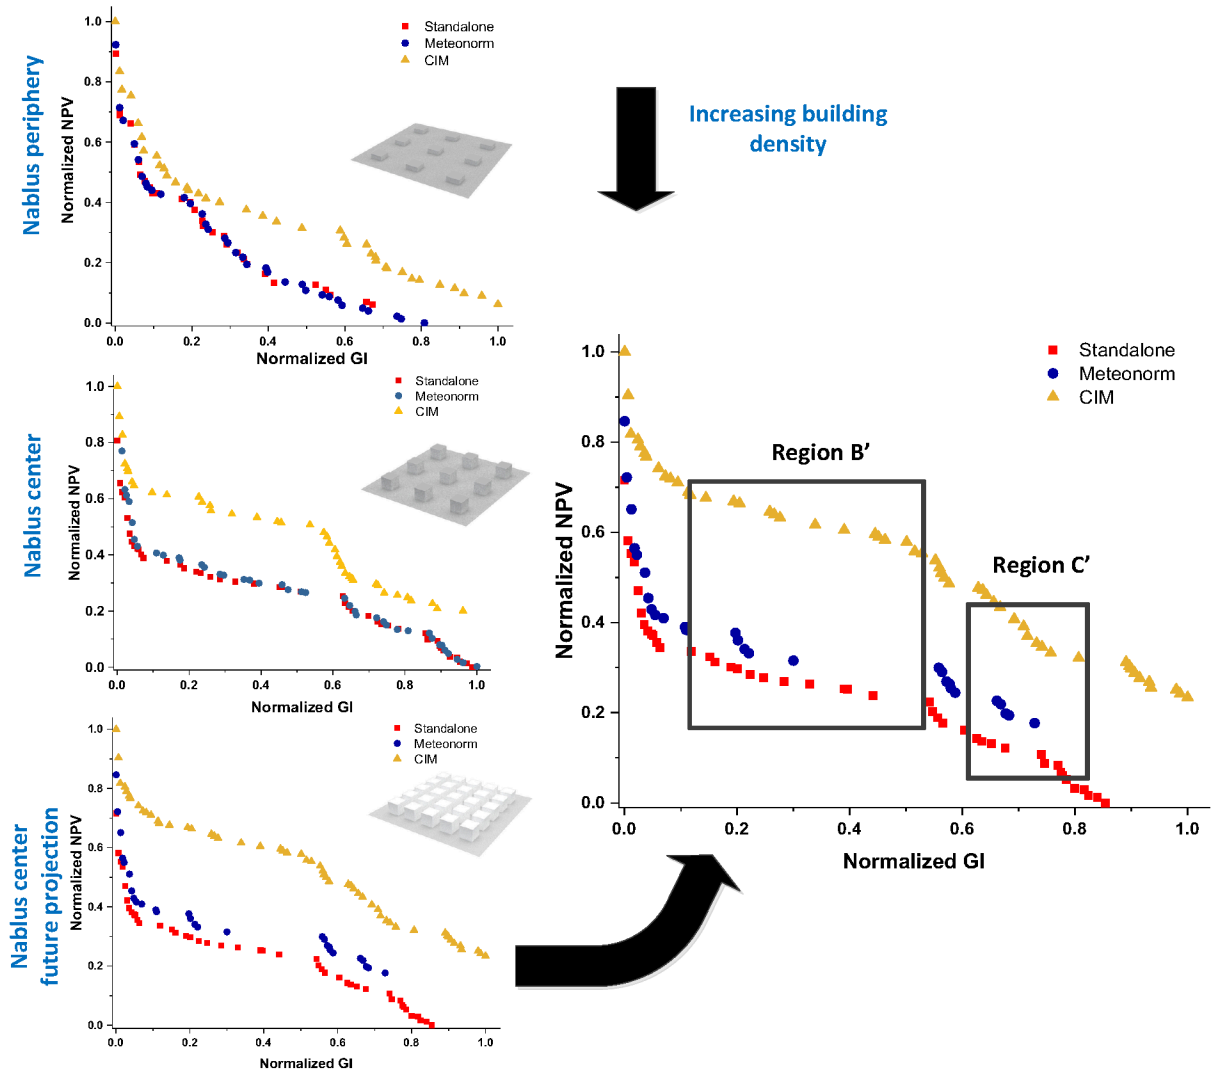 Nablus periphery
Normalized NPV
1.0
0.8
0.6
0.4
0.2
0.0
0.0
0.2
0.4
0.6
0.8
1.0
Normalized GI
Standalone
Meteonorm
CIM
Increasing building
density
Nablus center
Normalized NPV
1.0
0.8
0.6
0.4
0.2
0.0
0.0
0.2
0.4
0.6
0.8
1.0
Normalized GI
Standalone
Meteonorm
CIM
Nablus center
future projection
Normalized NPV
1.0
0.8
0.6
0.4
0.2
0.0
0.0
0.2
0.4
0.6
0.8
1.0
Normalized GI
Standalone
Meteonorm
CIM
Normalized NPV
1.0
0.8
0.6
0.4
0.2
0.0
0.0
0.2
0.4
0.6
0.8
1.0
Normalized GI
Standalone
Meteonorm
CIM
Region B’
Region C’